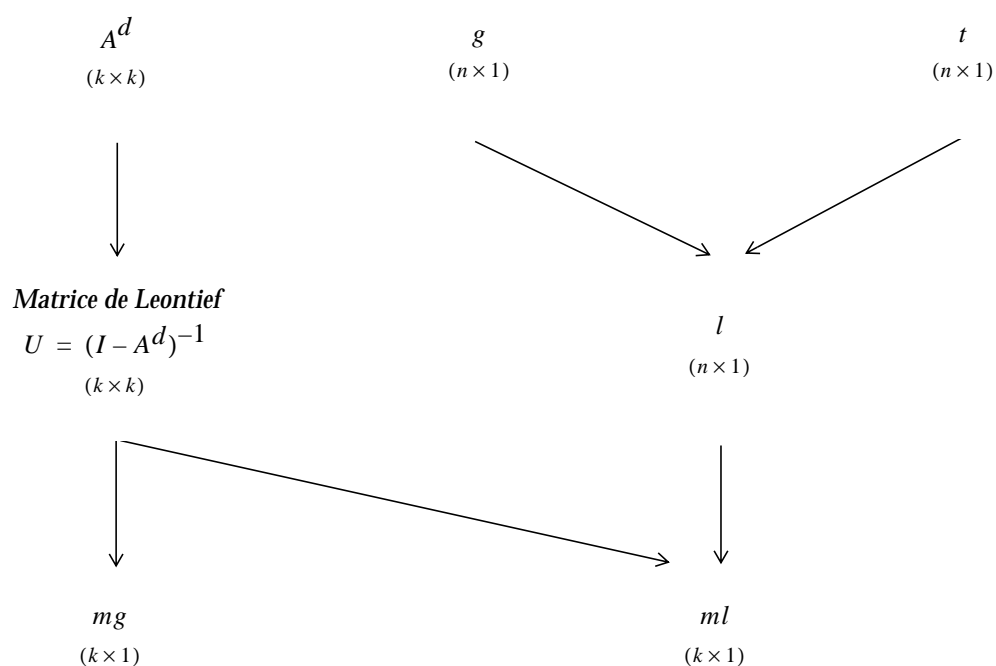 A^d g t
(k × k) (n × 1) (n × 1)
Matrice de Leontief
U = (I – A^d)^–1
(k × k)
l
(n × 1)
mg ml
(k × 1) (k × 1)